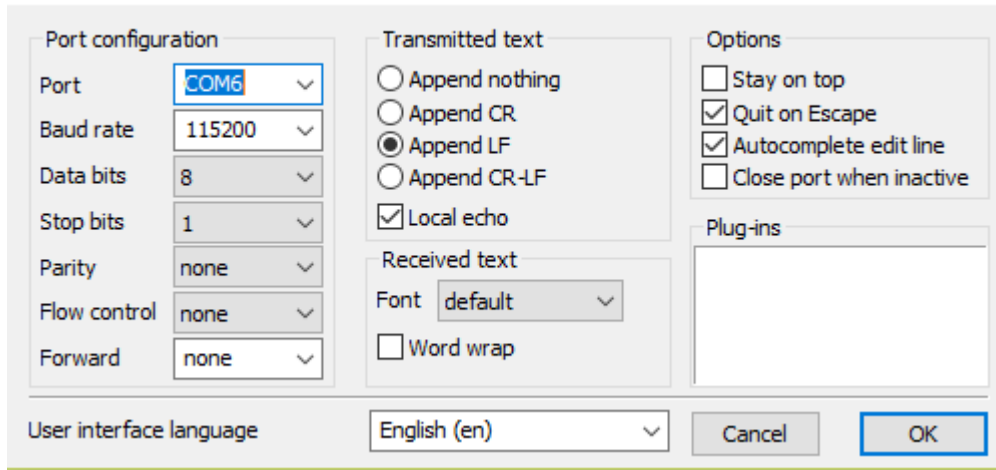 Port configuration
Port COM6
Baud rate 115200
Data bits 8
Stop bits 1
Parity none
Flow control none
Forward none
Transmitted text
Append nothing
Append CR
Append LF
Append CR-LF
Local echo
Received text
Font default
Word wrap
Options
Stay on top
Quit on Escape
Autocomplete edit line
Close port when inactive
Plug-ins
User interface language English (en) Cancel OK